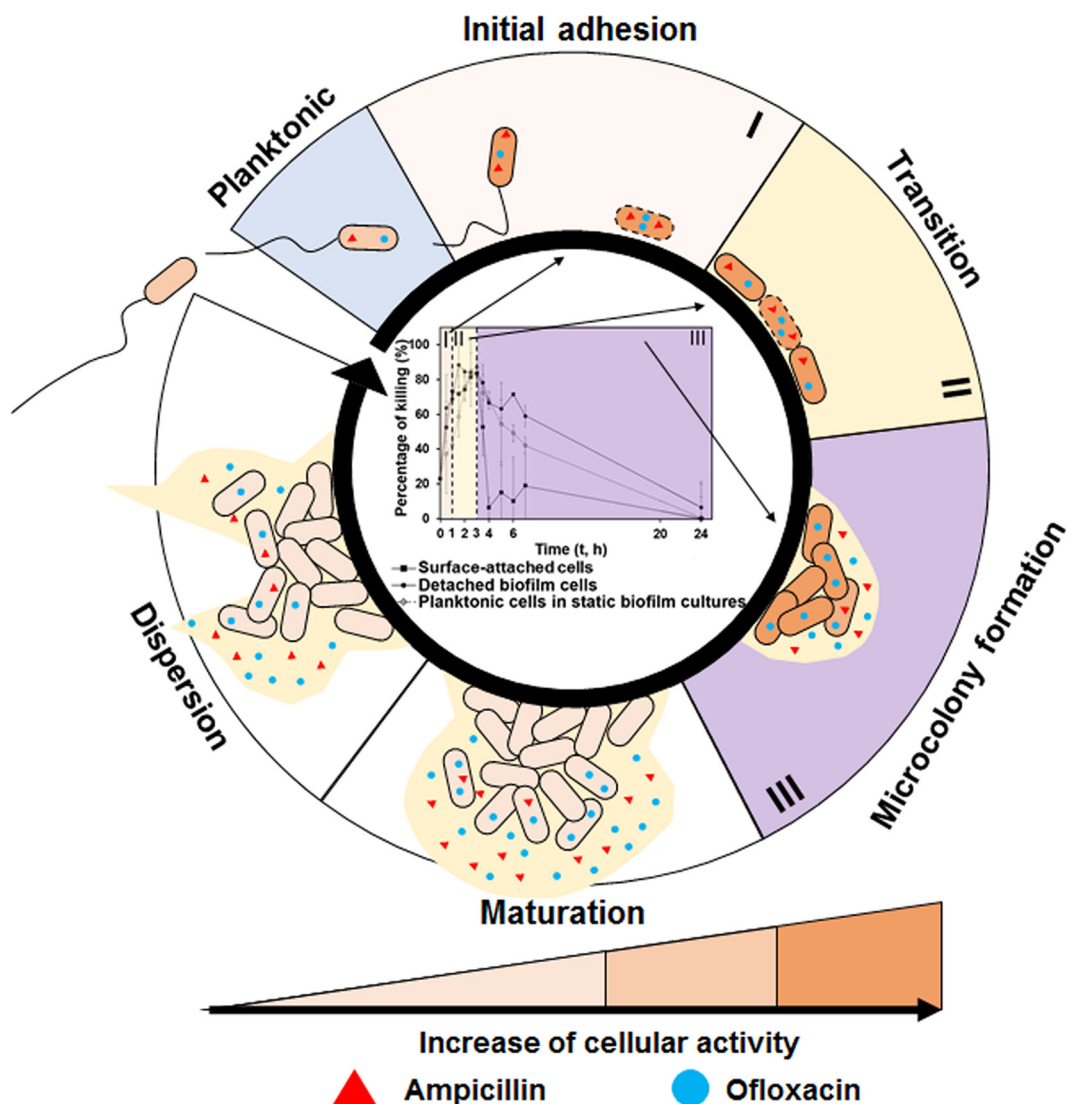 Initial adhesion
Planktonic
I
Transition
II
I II III
Percentage of killing (%)
100
80
60
40
20
0
0 1 2 3 4 6 20 24
Time (t, h)
Surface-attached cells
Detached biofilm cells
Planktonic cells in static biofilm cultures
Microcolony formation
III
Dispersion
Maturation
Increase of cellular activity
Ampicillin
Ofloxacin